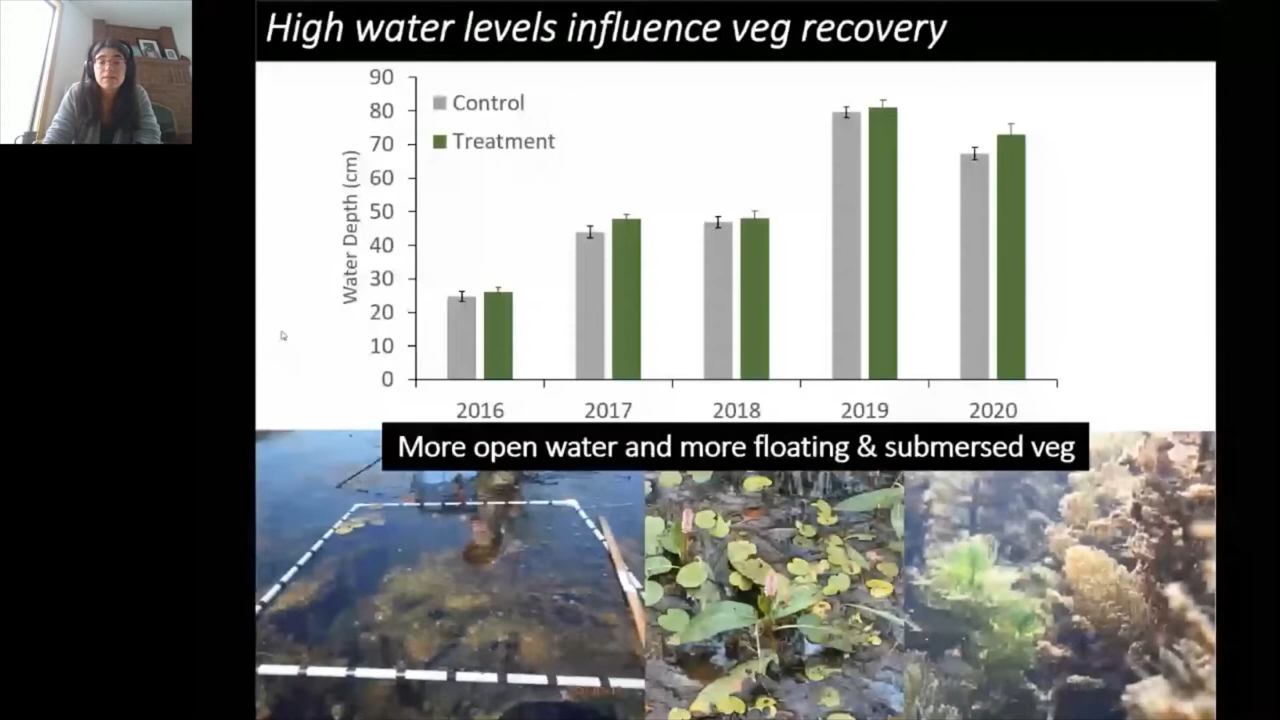 High water levels influence veg recovery
90
80
70
60
50
40
30
20
10
0
Water Depth (cm)
Control
Treatment
2016 2017 2018 2019 2020
More open water and more floating & submersed veg